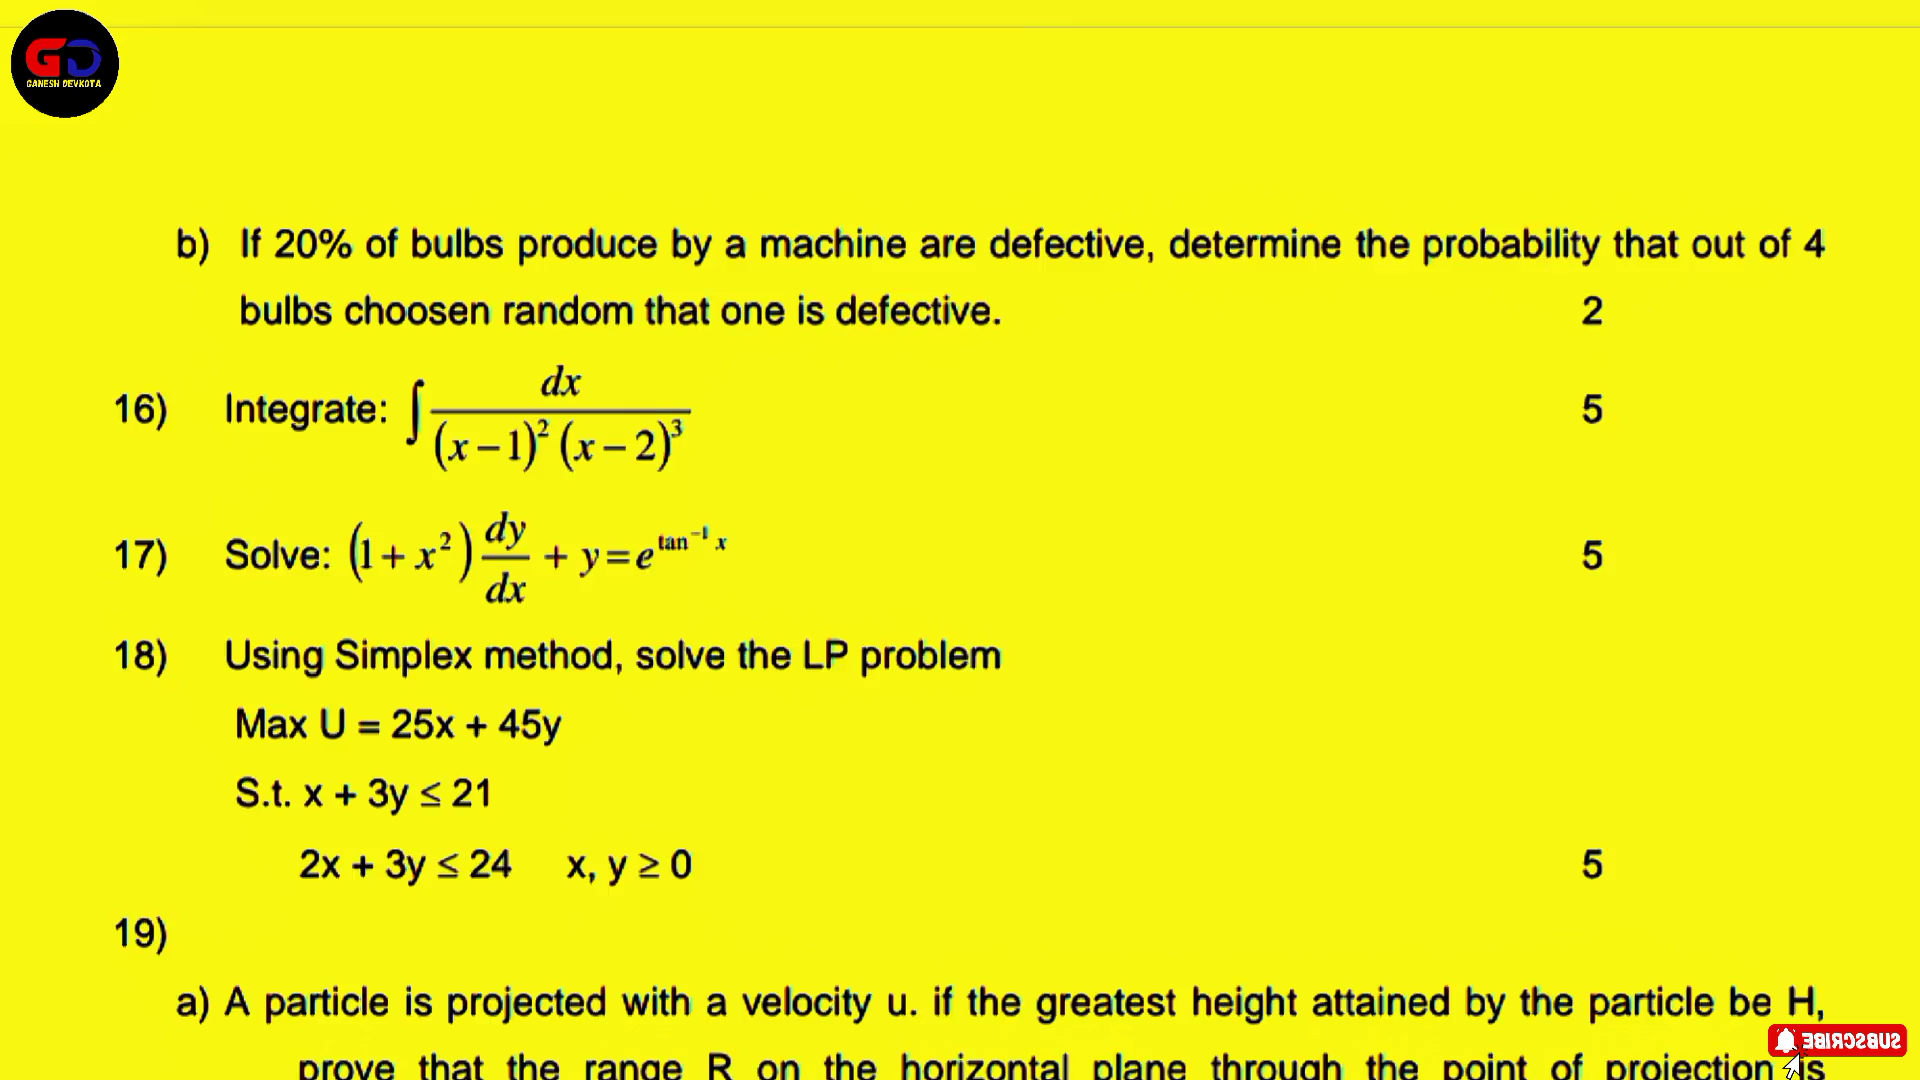 GD
GANESH DEVKOTA
b) If 20% of bulbs produce by a machine are defective, determine the probability that out of 4
bulbs choosen random that one is defective. 2
16) Integrate: ∫ dx / (x – 1)² (x – 2)³ 5
17) Solve: (1 + x²) dy/dx + y = e^tan⁻¹ x 5
18) Using Simplex method, solve the LP problem
Max U = 25x + 45y
S.t. x + 3y ≤ 21
2x + 3y ≤ 24 x, y ≥ 0 5
19)
a) A particle is projected with a velocity u. if the greatest height attained by the particle be H,
prove that the range R on the horizontal plane through the point of projection is
SUBSCRIBE